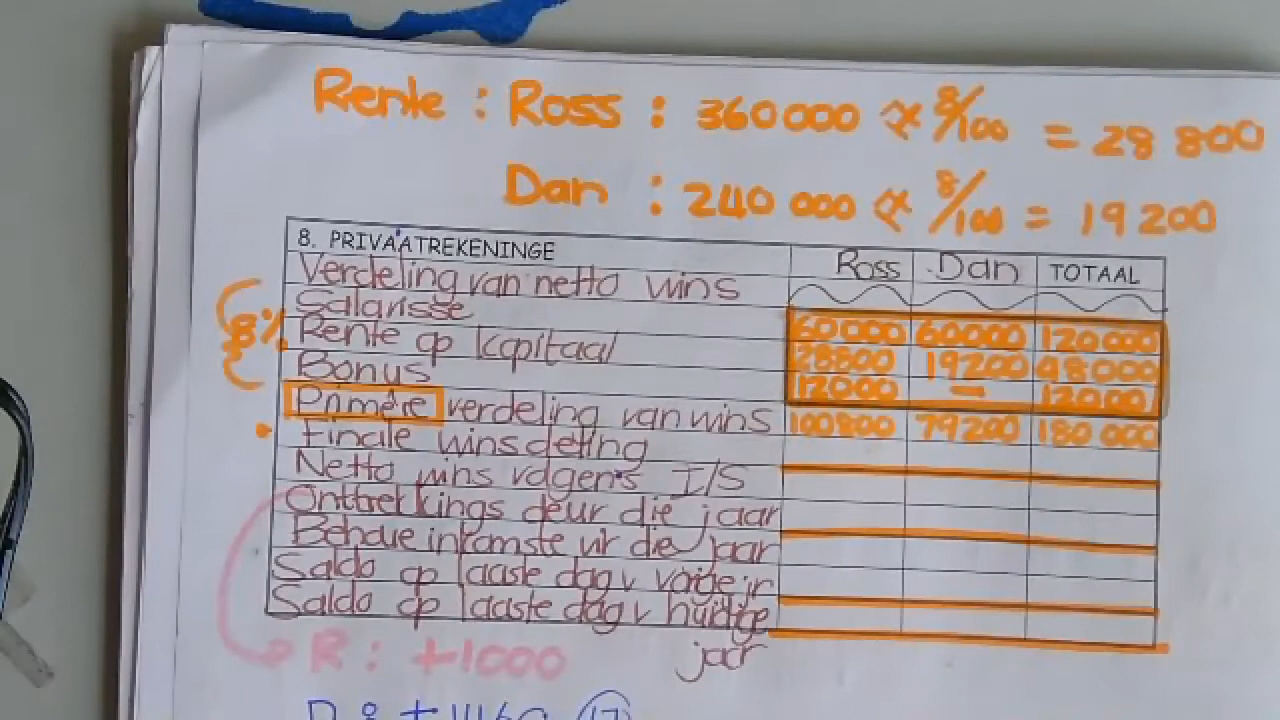 Rente : Ross : 360 000 x 8/100 = 28 800
Dan : 240 000 x 8/100 = 19 200
8. PRIVAATREKENINGE Ross Dan TOTAAL
Verdeling van netto wins
Salarisse 60000 60000 120000
8% Rente op kapitaal 28800 19200 48000
Bonus 12000 - 12000
Primêre verdeling van wins 100800 79200 180 000
Finale winsdeling
Netto wins volgens I/S
Onttrekkings deur die jaar
Behoue inkomste vir die jaar
Saldo op laaste dag v vorige jr
Saldo op laaste dag v huidige
jaar
R : +1000